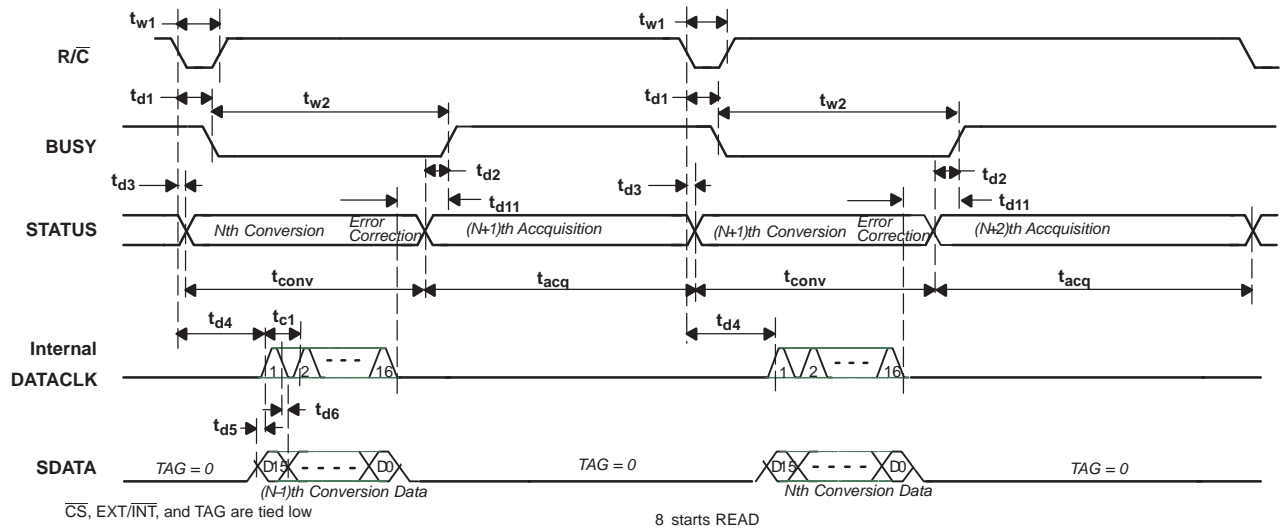 tw1 tw1
R/C̅
td1 tw2 td1 tw2
BUSY
td3 td2 td3 td2
td11 td11
STATUS Nth Conversion Error Correction (N+1)th Accquisition (N+1)th Conversion Error Correction (N+2)th Accquisition
tconv tacq tconv tacq
td4 tc1 td4
Internal
DATACLK 1 2 - - - 16 1 2 - - - 16
td6
td5
SDATA TAG = 0 D15 - - - - D0 TAG = 0 D15 - - - - D0 TAG = 0
(N-1)th Conversion Data Nth Conversion Data
C̅S̅, EXT/I̅N̅T̅, and TAG are tied low
8 starts READ